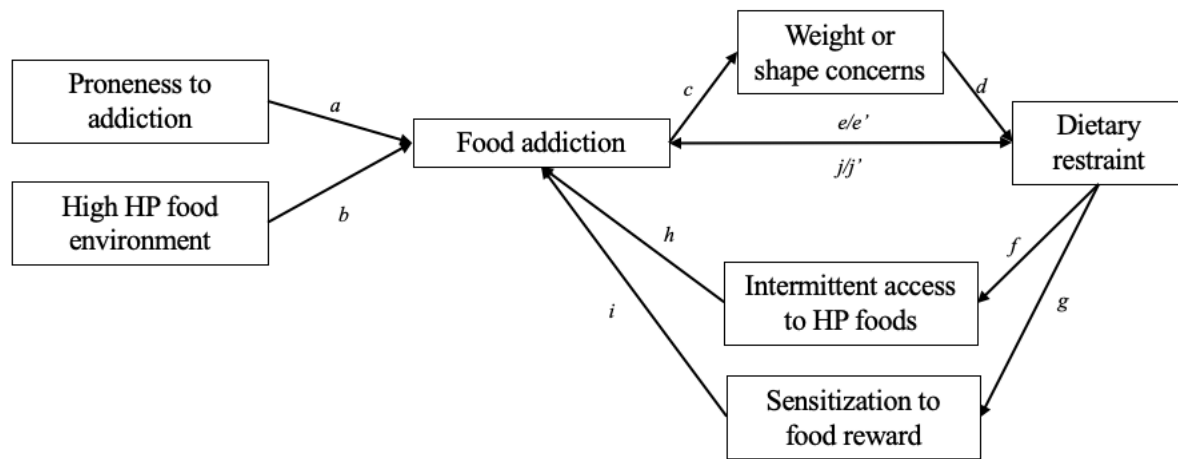 Proneness to
addiction
a
High HP food
environment
b
Food addiction
c
Weight or
shape concerns
d
e/e’
j/j’
Dietary
restraint
h
f
Intermittent access
to HP foods
g
i
Sensitization to
food reward